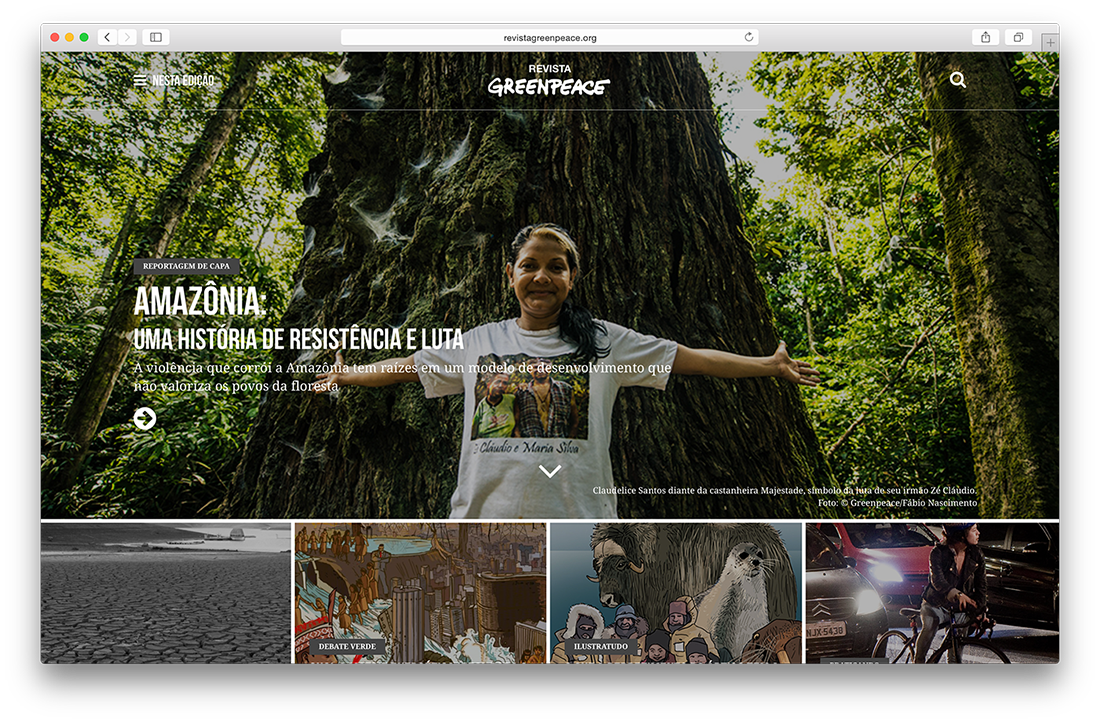 revistagreenpeace.org
NESTA EDIÇÃO
REVISTA
GREENPEACE
REPORTAGEM DE CAPA
AMAZÔNIA:
UMA HISTÓRIA DE RESISTÊNCIA E LUTA
A violência que corrói a Amazônia tem raízes em um modelo de desenvolvimento que
não valoriza os povos da floresta
Cláudio e Maria Silva
Claudelice Santos diante da castanheira Majestade, símbolo da luta de seu irmão Zé Cláudio.
Foto: © Greenpeace/Fábio Nascimento
DEBATE VERDE
ILUSTRATUDO
NJX-5438